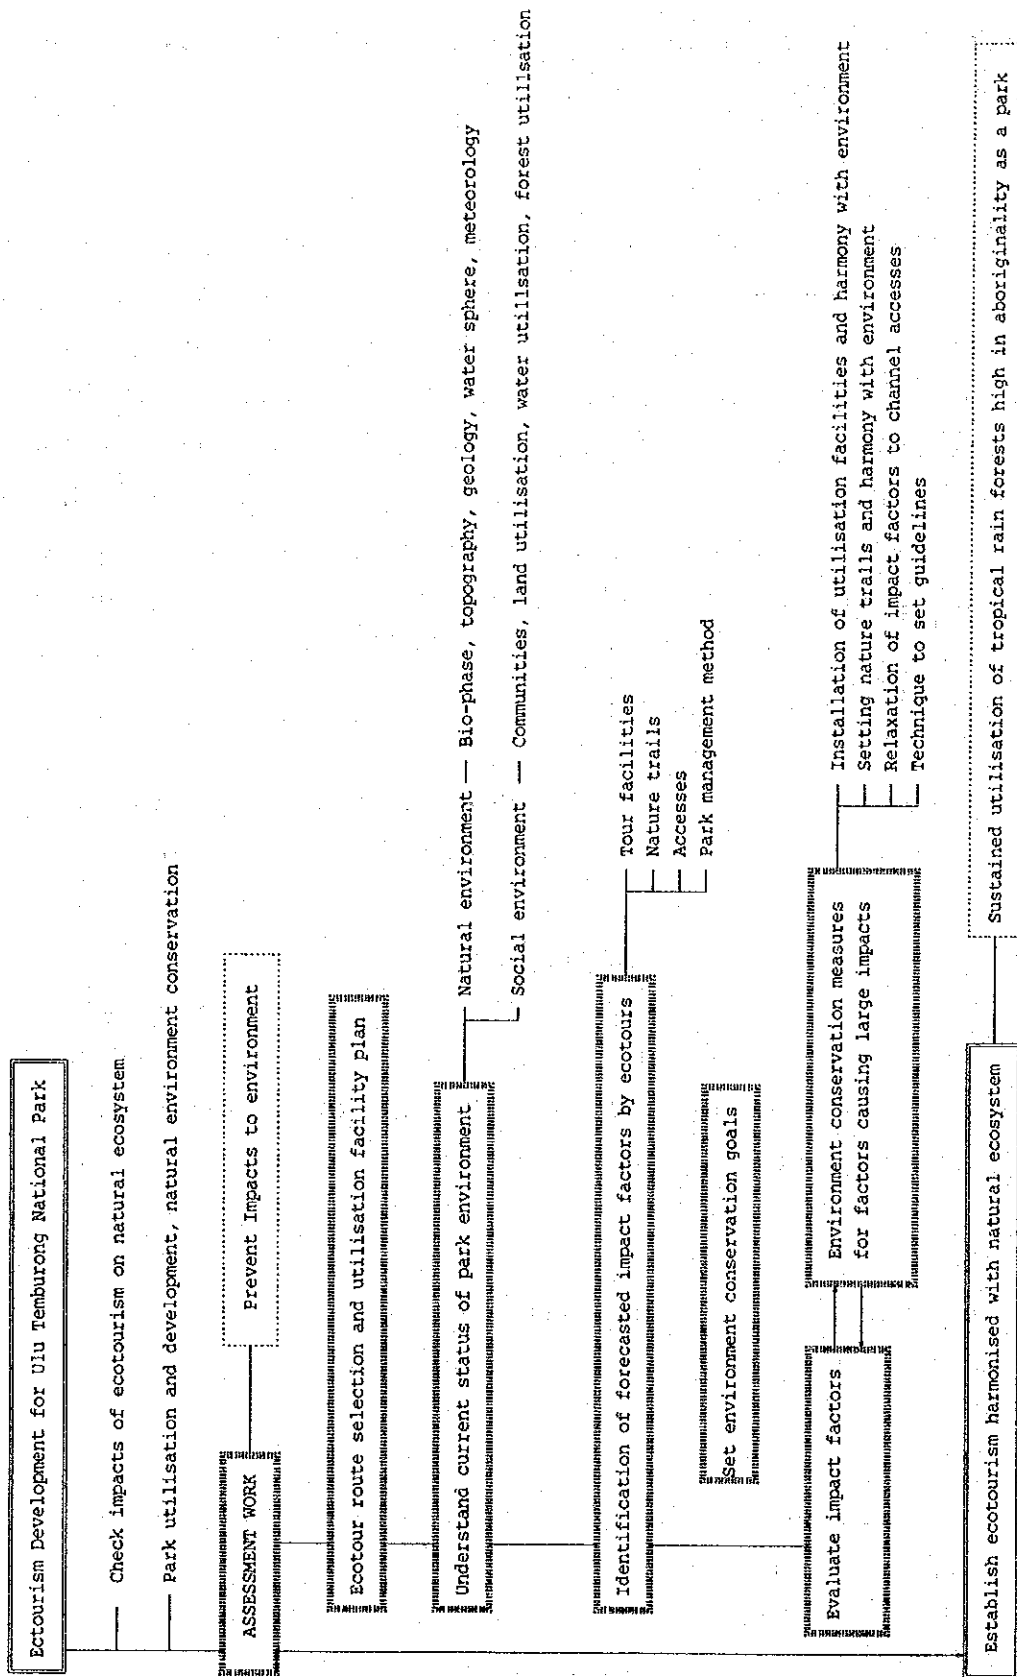 Ectourism Development for Ulu Temburong National Park
Check impacts of ecotourism on natural ecosystem
Park utilisation and development, natural environment conservation
ASSESSMENT WORK
Prevent Impacts to environment
Ecotour route selection and utilisation facility plan
Understand current status of park environment
Natural environment — Bio-phase, topography, geology, water sphere, meteorology
Social environment — Communities, land utilisation, water utilisation, forest utilisation
Identification of forecasted impact factors by ecotours
Tour facilities
Nature trails
Accesses
Park management method
Set environment conservation goals
Evaluate impact factors
Environment conservation measures
for factors causing large impacts
Installation of utilisation facilities and harmony with environment
Setting nature trails and harmony with environment
Relaxation of impact factors to channel accesses
Technique to set guidelines
Establish ecotourism harmonised with natural ecosystem
Sustained utilisation of tropical rain forests high in aboriginality as a park